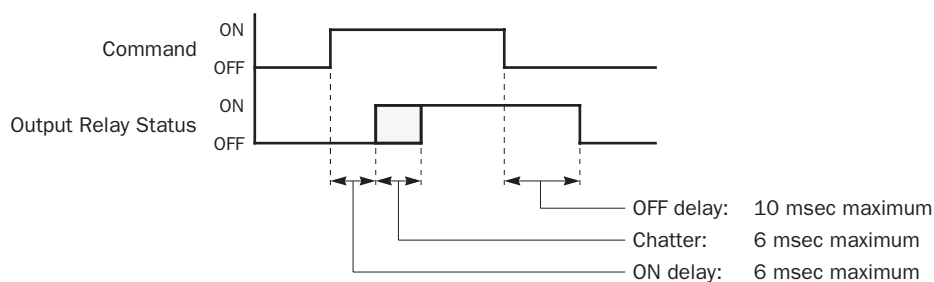 ON
Command
OFF
ON
Output Relay Status
OFF
OFF delay: 10 msec maximum
Chatter: 6 msec maximum
ON delay: 6 msec maximum